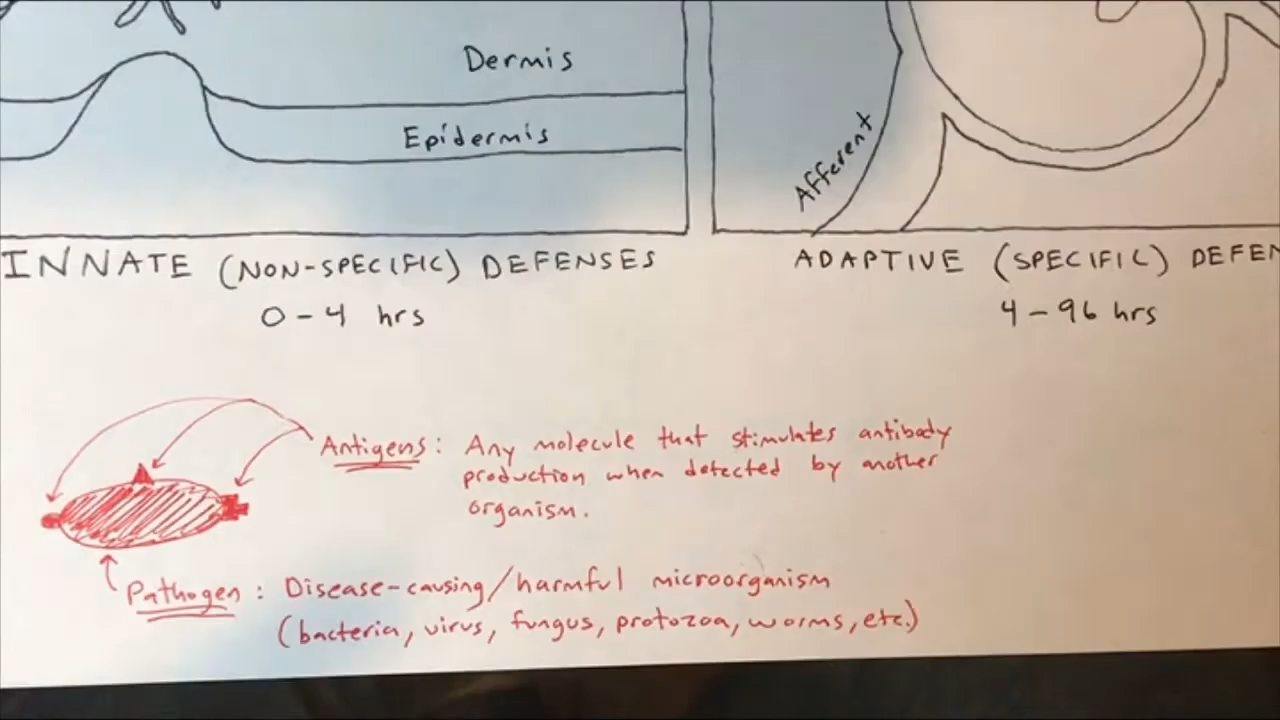 Dermis
Epidermis
Afferent
INNATE (NON-SPECIFIC) DEFENSES
0-4 hrs
ADAPTIVE (SPECIFIC) DEFEN
4-96 hrs
Antigens: Any molecule that stimulates antibody
production when detected by another
organism.
Pathogen: Disease-causing/harmful microorganism
(bacteria, virus, fungus, protozoa, worms, etc.)